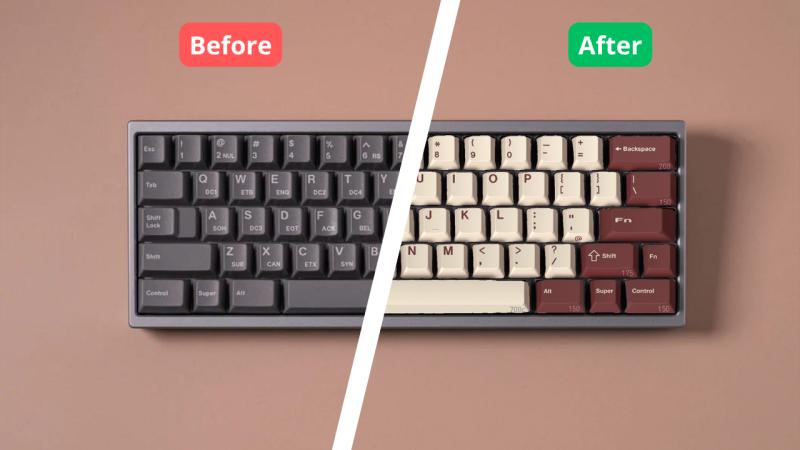 Before
After
Esc
! 1
@ 2 NUL
# 3
$ 4
% 5
^ 6 RS
& 7
* 8
( 9
) 0
_ -
+ =
← Backspace
200
Tab
Q DC1
W ETB
E ENQ
R DC2
T DC4
Y
U
I
O
P
{ [
} ]
| \
150
Shift Lock
A SOH
S DC3
D EOT
F ACK
G BEL
J
K
L
: ;
" ' @
Fn
Shift
Z SUB
X CAN
C ETX
V SYN
B
N
M
< ,
> .
? /
Shift
175
Fn
Control
Super
Alt
700
Alt
150
Super
Control
150